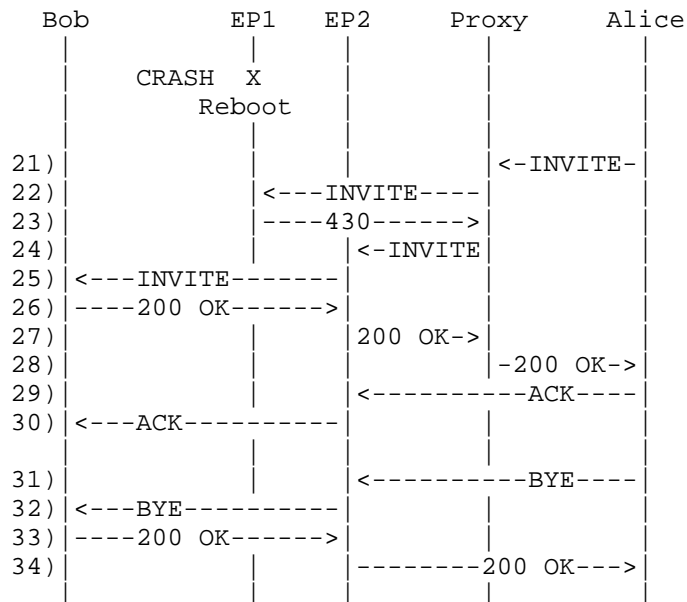 Bob EP1 EP2 Proxy Alice
CRASH X
Reboot
21) <-INVITE-
22) <---INVITE----
23) ----430------>
24) <-INVITE
25) <---INVITE-------
26) ----200 OK------>
27) 200 OK->
28) -200 OK->
29) <----------ACK----
30) <---ACK----------
31) <----------BYE----
32) <---BYE----------
33) ----200 OK------>
34) --------200 OK--->